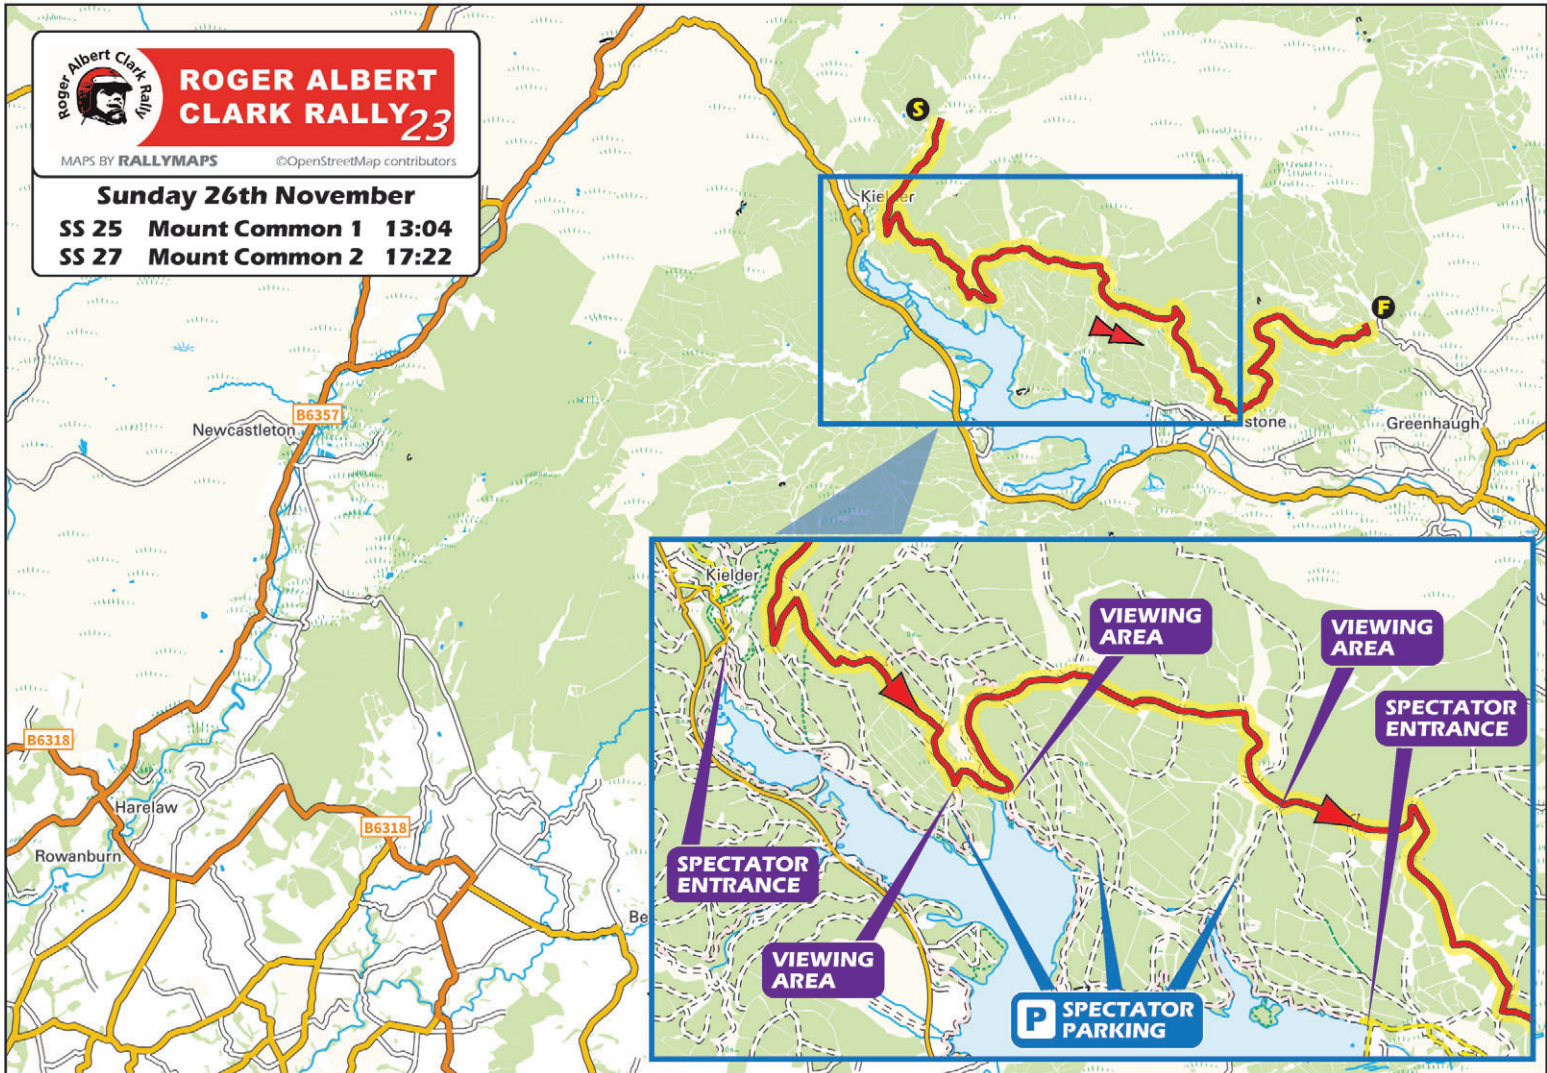 Roger Albert Clark Rally
ROGER ALBERT
CLARK RALLY 23
MAPS BY RALLYMAPS ©OpenStreetMap contributors
Sunday 26th November
SS 25 Mount Common 1 13:04
SS 27 Mount Common 2 17:22
S
Kielder
F
B6357
Newcastleton
Greenhaugh
Kielder
VIEWING
AREA
VIEWING
AREA
SPECTATOR
ENTRANCE
B6318
Harelaw
B6318
Rowanburn
SPECTATOR
ENTRANCE
Be
VIEWING
AREA
P SPECTATOR
PARKING